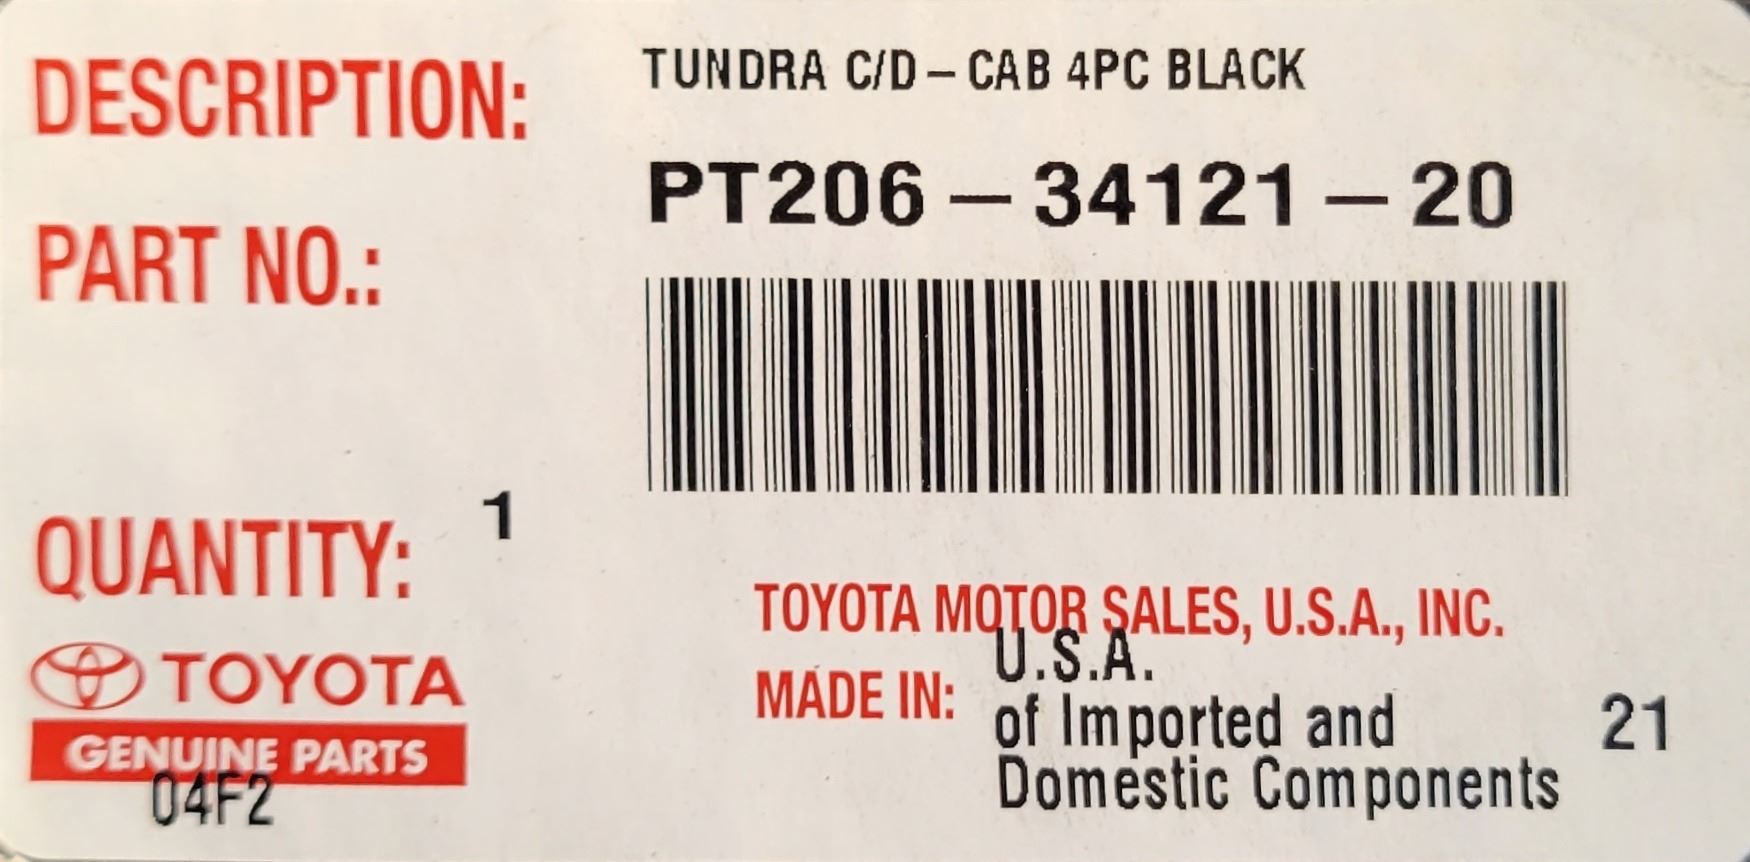 DESCRIPTION: TUNDRA C/D-CAB 4PC BLACK
PART NO.: PT206-34121-20
QUANTITY: 1
TOYOTA MOTOR SALES, U.S.A., INC.
MADE IN: U.S.A.
of Imported and
Domestic Components
21
TOYOTA
GENUINE PARTS
04F2